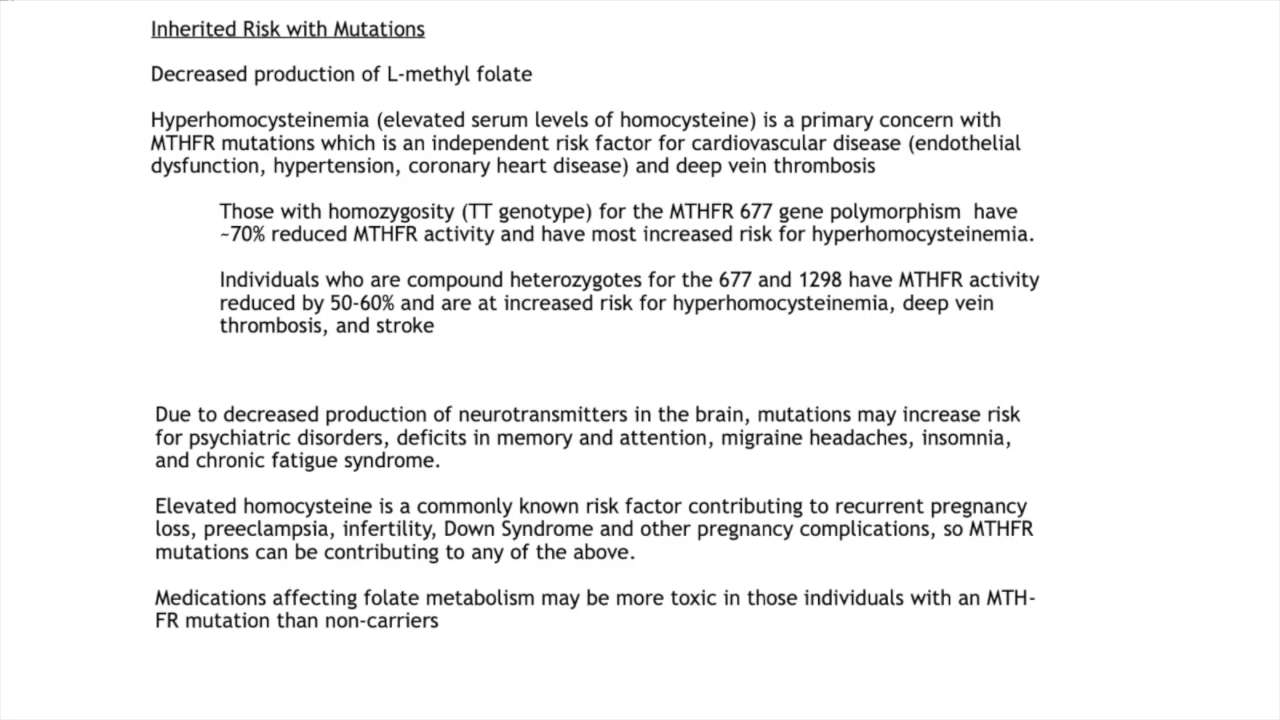 Inherited Risk with Mutations
Decreased production of L-methyl folate
Hyperhomocysteinemia (elevated serum levels of homocysteine) is a primary concern with
MTHFR mutations which is an independent risk factor for cardiovascular disease (endothelial
dysfunction, hypertension, coronary heart disease) and deep vein thrombosis
Those with homozygosity (TT genotype) for the MTHFR 677 gene polymorphism have
~70% reduced MTHFR activity and have most increased risk for hyperhomocysteinemia.
Individuals who are compound heterozygotes for the 677 and 1298 have MTHFR activity
reduced by 50-60% and are at increased risk for hyperhomocysteinemia, deep vein
thrombosis, and stroke
Due to decreased production of neurotransmitters in the brain, mutations may increase risk
for psychiatric disorders, deficits in memory and attention, migraine headaches, insomnia,
and chronic fatigue syndrome.
Elevated homocysteine is a commonly known risk factor contributing to recurrent pregnancy
loss, preeclampsia, infertility, Down Syndrome and other pregnancy complications, so MTHFR
mutations can be contributing to any of the above.
Medications affecting folate metabolism may be more toxic in those individuals with an MTH-
FR mutation than non-carriers